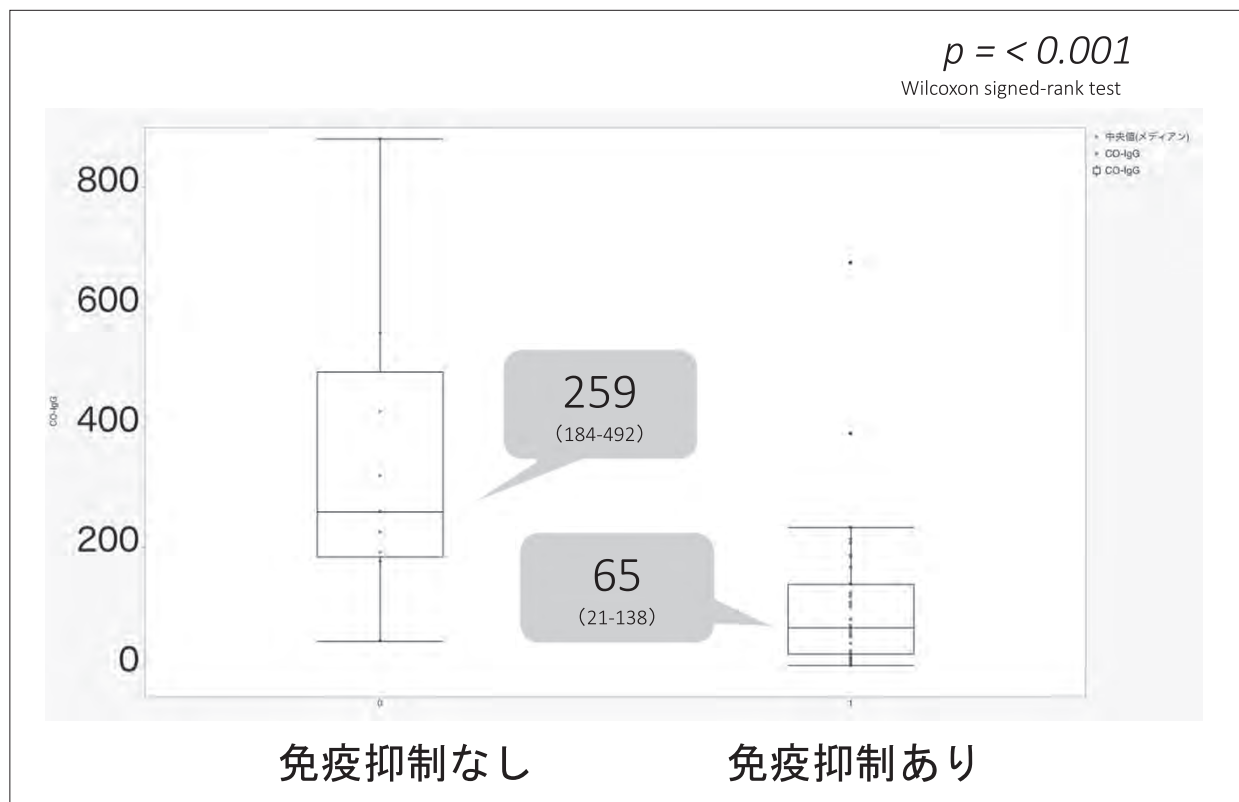 p = < 0.001
Wilcoxon signed-rank test
中央値(メディアン)
CO-IgG
CO-IgG
800
600
400
200
0
CO-IgG
259
（184-492）
65
（21-138）
0
1
免疫抑制なし
免疫抑制あり